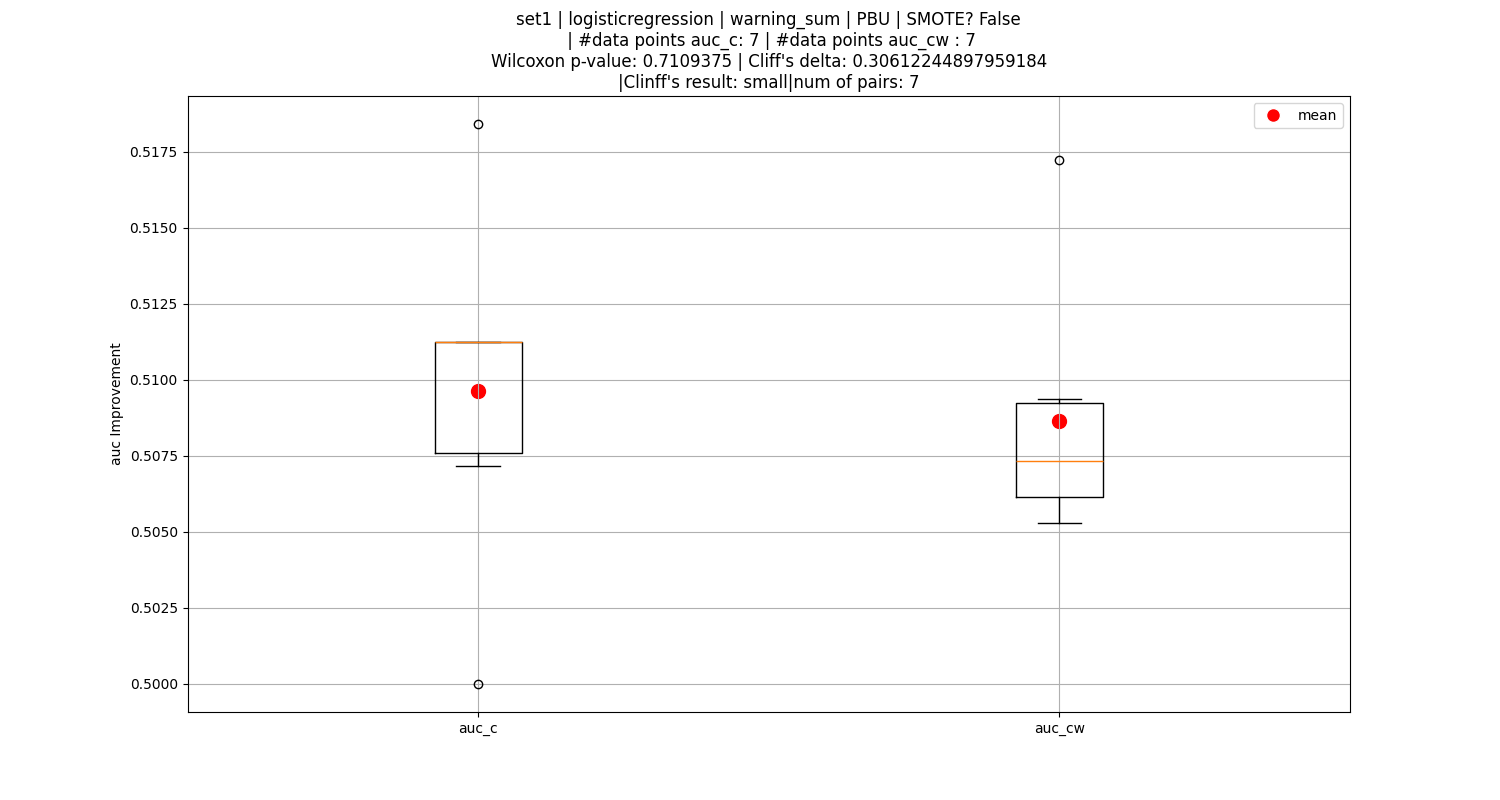 set1 | logisticregression | warning_sum | PBU | SMOTE? False
| #data points auc_c: 7 | #data points auc_cw : 7
Wilcoxon p-value: 0.7109375 | Cliff's delta: 0.30612244897959184
|Clinff's result: small|num of pairs: 7
mean
0.5175
0.5150
0.5125
0.5100
0.5075
0.5050
0.5025
0.5000
auc Improvement
auc_c
auc_cw